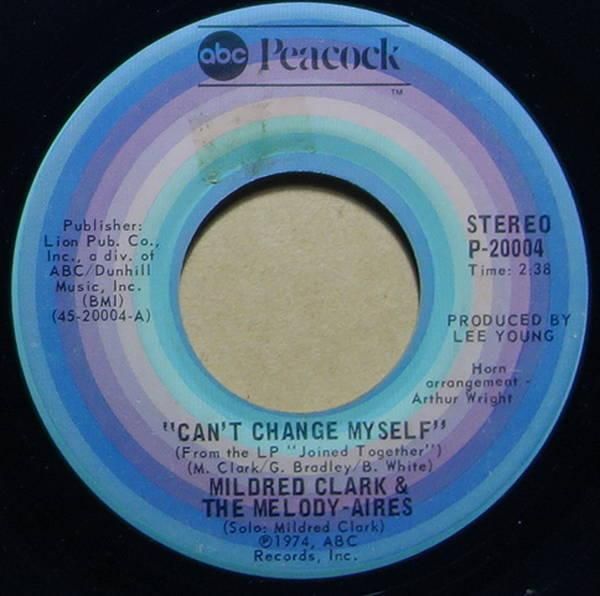 abc Peacock
TM
Publisher:
Lion Pub. Co.,
Inc., a div. of
ABC/Dunhill
Music, Inc.
(BMI)
(45-20004-A)
STEREO
P-20004
Time: 2:38
PRODUCED BY
LEE YOUNG
Horn
arrangement -
Arthur Wright
"CAN'T CHANGE MYSELF"
(From the LP "Joined Together")
(M. Clark/G. Bradley/B. White)
MILDRED CLARK &
THE MELODY-AIRES
(Solo: Mildred Clark)
℗1974, ABC
Records, Inc.